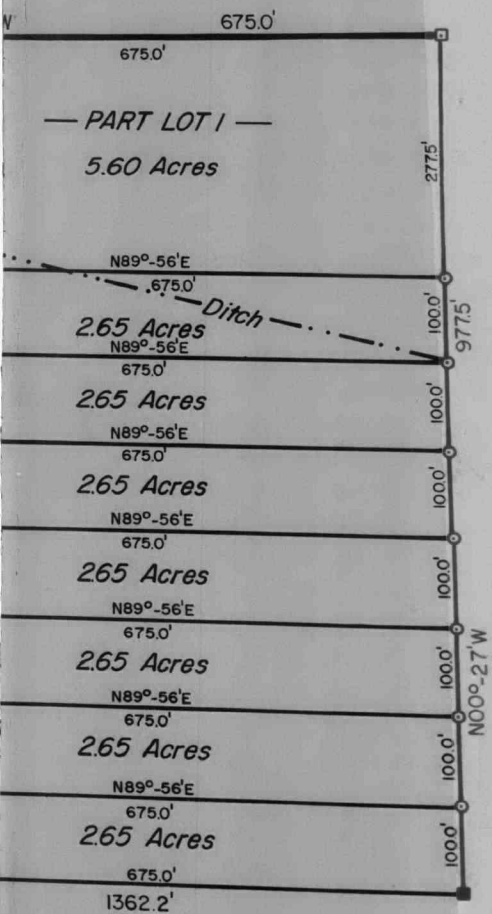 W
675.0'
675.0'
— PART LOT 1 —
5.60 Acres
277.5'
N89°-56'E
675.0'
Ditch
100.0'
977.5'
2.65 Acres
N89°-56'E
675.0'
2.65 Acres
100.0'
N89°-56'E
675.0'
2.65 Acres
100.0'
N89°-56'E
675.0'
2.65 Acres
100.0'
N89°-56'E
675.0'
2.65 Acres
100.0'
N00°-27'W
N89°-56'E
675.0'
2.65 Acres
100.0'
N89°-56'E
675.0'
2.65 Acres
100.0'
675.0'
1362.2'